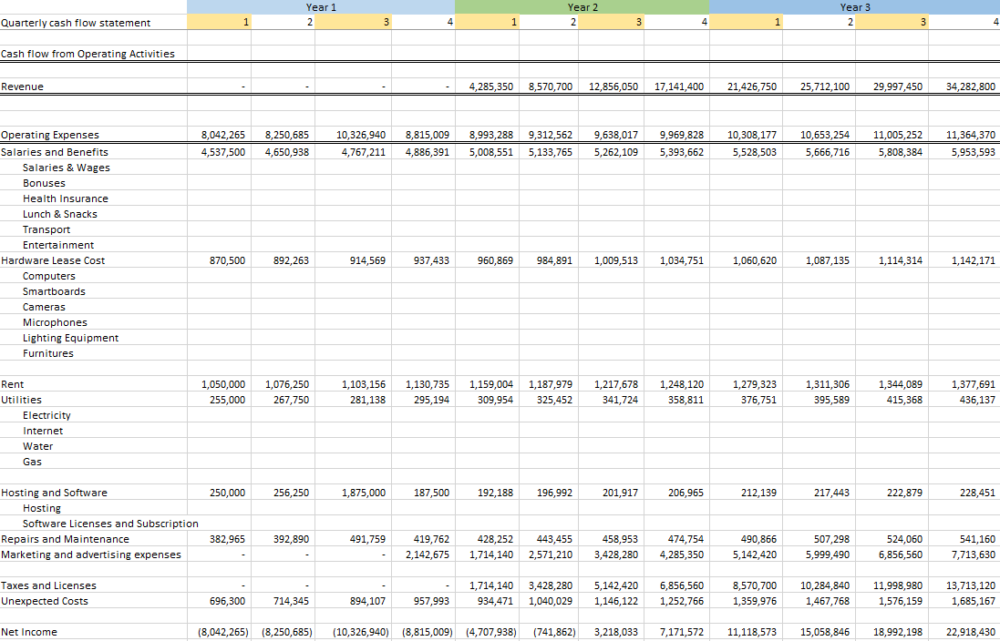 Year 1 Year 2 Year 3
Quarterly cash flow statement 1 2 3 4 1 2 3 4 1 2 3 4
Cash flow from Operating Activities
Revenue - - - - 4,285,350 8,570,700 12,856,050 17,141,400 21,426,750 25,712,100 29,997,450 34,282,800
Operating Expenses 8,042,265 8,250,685 10,326,940 8,815,009 8,993,288 9,312,562 9,638,017 9,969,828 10,308,177 10,653,254 11,005,252 11,364,370
Salaries and Benefits 4,537,500 4,650,938 4,767,211 4,886,391 5,008,551 5,133,765 5,262,109 5,393,662 5,528,503 5,666,716 5,808,384 5,953,593
Salaries & Wages
Bonuses
Health Insurance
Lunch & Snacks
Transport
Entertainment
Hardware Lease Cost 870,500 892,263 914,569 937,433 960,869 984,891 1,009,513 1,034,751 1,060,620 1,087,135 1,114,314 1,142,171
Computers
Smartboards
Cameras
Microphones
Lighting Equipment
Furnitures
Rent 1,050,000 1,076,250 1,103,156 1,130,735 1,159,004 1,187,979 1,217,678 1,248,120 1,279,323 1,311,306 1,344,089 1,377,691
Utilities 255,000 267,750 281,138 295,194 309,954 325,452 341,724 358,811 376,751 395,589 415,368 436,137
Electricity
Internet
Water
Gas
Hosting and Software 250,000 256,250 1,875,000 187,500 192,188 196,992 201,917 206,965 212,139 217,443 222,879 228,451
Hosting
Software Licenses and Subscription
Repairs and Maintenance 382,965 392,890 491,759 419,762 428,252 443,455 458,953 474,754 490,866 507,298 524,060 541,160
Marketing and advertising expenses - - - 2,142,675 1,714,140 2,571,210 3,428,280 4,285,350 5,142,420 5,999,490 6,856,560 7,713,630
Taxes and Licenses - - - - 1,714,140 3,428,280 5,142,420 6,856,560 8,570,700 10,284,840 11,998,980 13,713,120
Unexpected Costs 696,300 714,345 894,107 957,993 934,471 1,040,029 1,146,122 1,252,766 1,359,976 1,467,768 1,576,159 1,685,167
Net Income (8,042,265) (8,250,685) (10,326,940) (8,815,009) (4,707,938) (741,862) 3,218,033 7,171,572 11,118,573 15,058,846 18,992,198 22,918,430